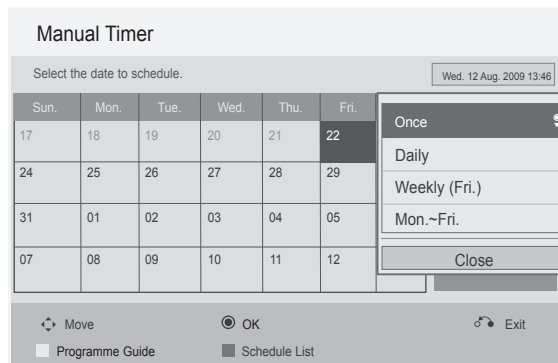 Manual Timer
Select the date to schedule.
Wed. 12 Aug. 2009 13:46
Sun. Mon. Tue. Wed. Thu. Fri.
17 18 19 20 21 22
24 25 26 27 28 29
31 01 02 03 04 05
07 08 09 10 11 12
Once
Daily
Weekly (Fri.)
Mon.~Fri.
Close
Move OK Exit
Programme Guide Schedule List